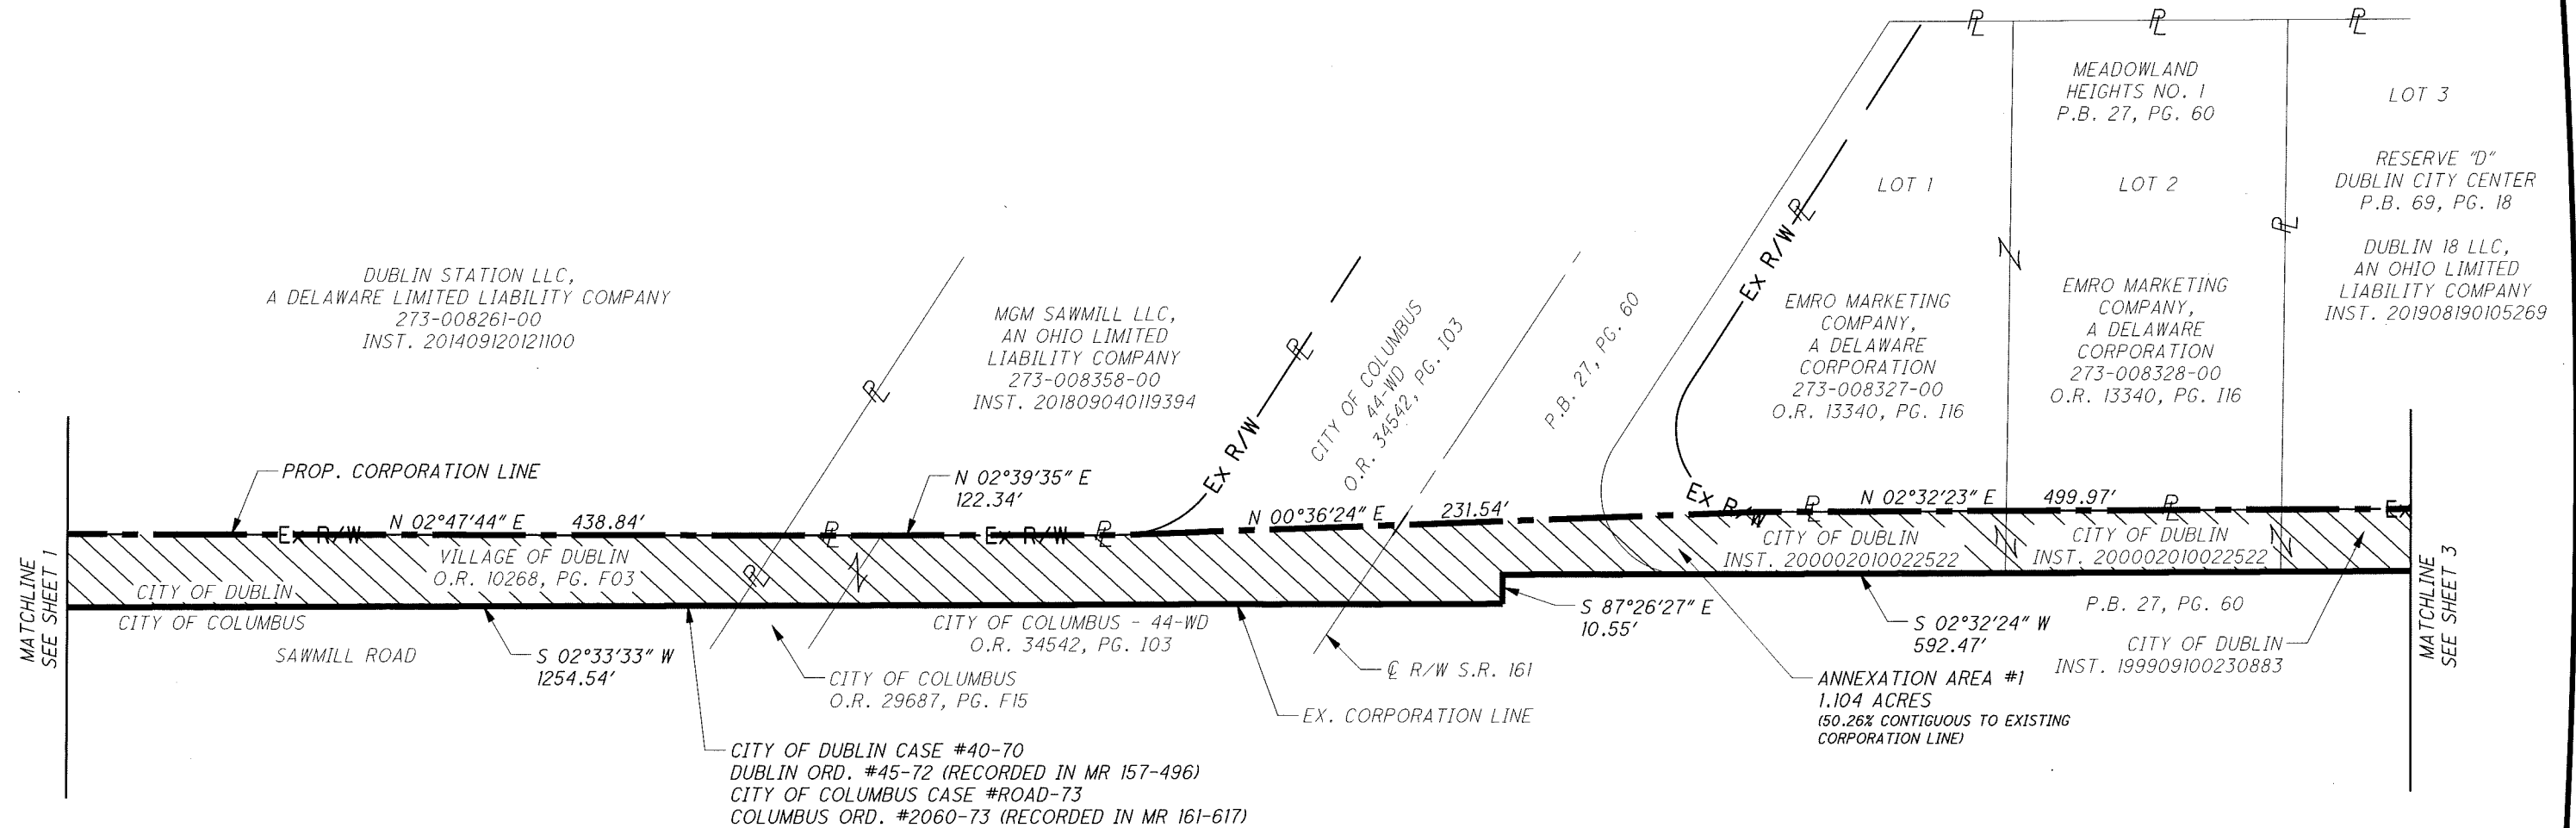 MEADOWLAND
HEIGHTS NO. 1
P.B. 27, PG. 60
LOT 3
RESERVE "D"
DUBLIN CITY CENTER
P.B. 69, PG. 18
LOT 1
LOT 2
DUBLIN 18 LLC,
AN OHIO LIMITED
LIABILITY COMPANY
INST. 201908190105269
DUBLIN STATION LLC,
A DELAWARE LIMITED LIABILITY COMPANY
273-008261-00
INST. 201409120121100
MGM SAWMILL LLC,
AN OHIO LIMITED
LIABILITY COMPANY
273-008358-00
INST. 201809040119394
CITY OF COLUMBUS
44-WD
O.R. 34542, PG. I03
P.B. 27, PG. 60
Ex R/W
Ex R/W
EMRO MARKETING
COMPANY,
A DELAWARE
CORPORATION
273-008327-00
O.R. 13340, PG. I16
EMRO MARKETING
COMPANY,
A DELAWARE
CORPORATION
273-008328-00
O.R. 13340, PG. I16
PROP. CORPORATION LINE
N 02°39'35" E
122.34'
Ex R/W
N 02°47'44" E 438.84'
Ex R/W
N 00°36'24" E 231.54'
Ex R/W
N 02°32'23" E 499.97'
Ex
VILLAGE OF DUBLIN
O.R. 10268, PG. F03
CITY OF DUBLIN
INST. 200002010022522
CITY OF DUBLIN
INST. 200002010022522
MATCHLINE
SEE SHEET 1
CITY OF DUBLIN
CITY OF COLUMBUS
SAWMILL ROAD
S 02°33'33" W
1254.54'
CITY OF COLUMBUS - 44-WD
O.R. 34542, PG. I03
CITY OF COLUMBUS
O.R. 29687, PG. F15
S 87°26'27" E
10.55'
℄ R/W S.R. 161
EX. CORPORATION LINE
P.B. 27, PG. 60
S 02°32'24" W
592.47'
CITY OF DUBLIN
INST. 199909100230883
MATCHLINE
SEE SHEET 3
ANNEXATION AREA #1
1.104 ACRES
(50.26% CONTIGUOUS TO EXISTING
CORPORATION LINE)
CITY OF DUBLIN CASE #40-70
DUBLIN ORD. #45-72 (RECORDED IN MR 157-496)
CITY OF COLUMBUS CASE #ROAD-73
COLUMBUS ORD. #2060-73 (RECORDED IN MR 161-617)